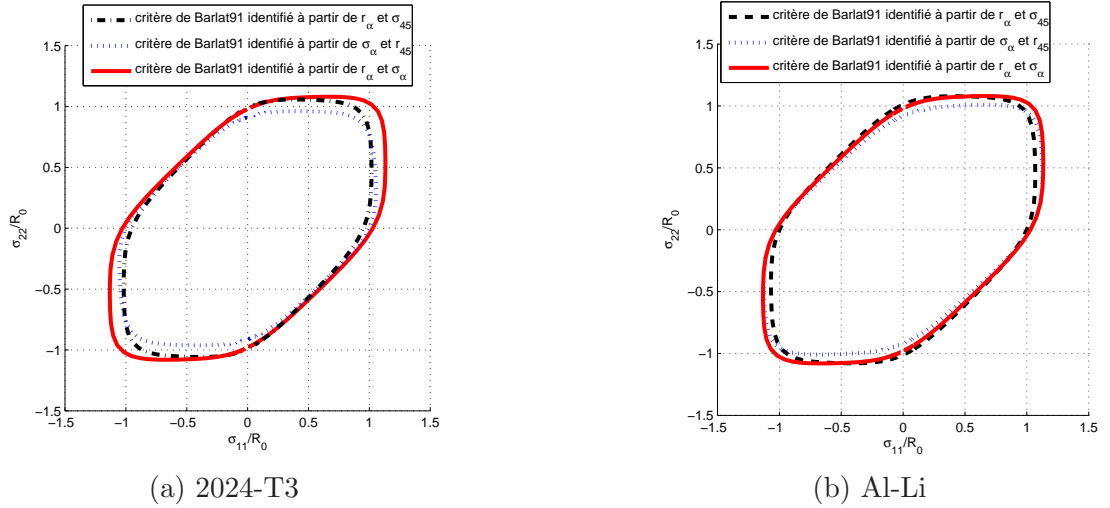 critère de Barlat91 identifié à partir de r_α et σ_45
critère de Barlat91 identifié à partir de σ_α et r_45
critère de Barlat91 identifié à partir de r_α et σ_α
1.5
1
0.5
0
−0.5
−1
−1.5
σ_22/R_0
−1.5
−1
−0.5
0
0.5
1
1.5
σ_11/R_0
(a) 2024-T3
critère de Barlat91 identifié à partir de r_α et σ_45
critère de Barlat91 identifié à partir de σ_α et r_45
critère de Barlat91 identifié à partir de r_α et σ_α
1.5
1
0.5
0
−0.5
−1
−1.5
σ_22/R_0
−1.5
−1
−0.5
0
0.5
1
1.5
σ_11/R_0
(b) Al-Li